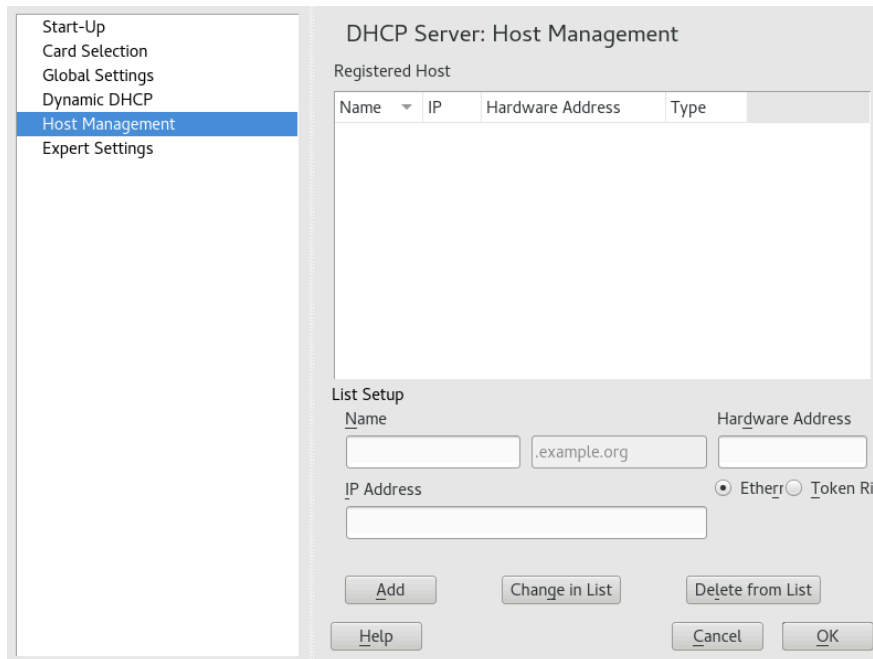 Start-Up
Card Selection
Global Settings
Dynamic DHCP
Host Management
Expert Settings
DHCP Server: Host Management
Registered Host
Name IP Hardware Address Type
List Setup
Name Hardware Address
.example.org
IP Address Token
Add Change in List Delete from List
Help Cancel OK